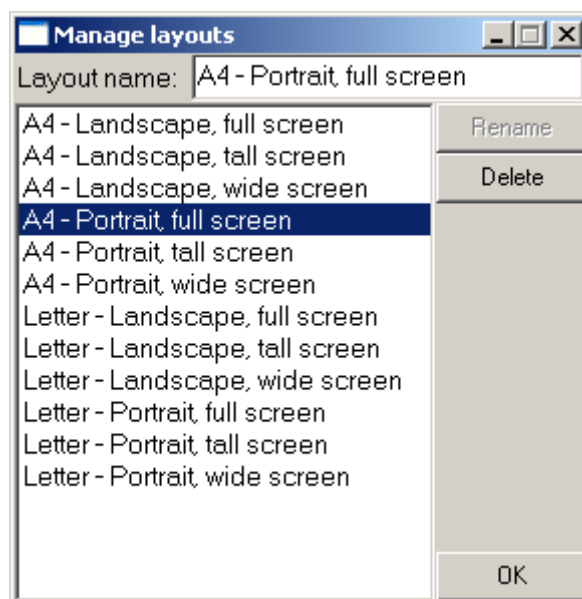 Manage layouts
Layout name: A4 - Portrait, full screen
A4 - Landscape, full screen
Rename
A4 - Landscape, tall screen
A4 - Landscape, wide screen
Delete
A4 - Portrait, full screen
A4 - Portrait, tall screen
A4 - Portrait, wide screen
Letter - Landscape, full screen
Letter - Landscape, tall screen
Letter - Landscape, wide screen
Letter - Portrait, full screen
Letter - Portrait, tall screen
Letter - Portrait, wide screen
OK